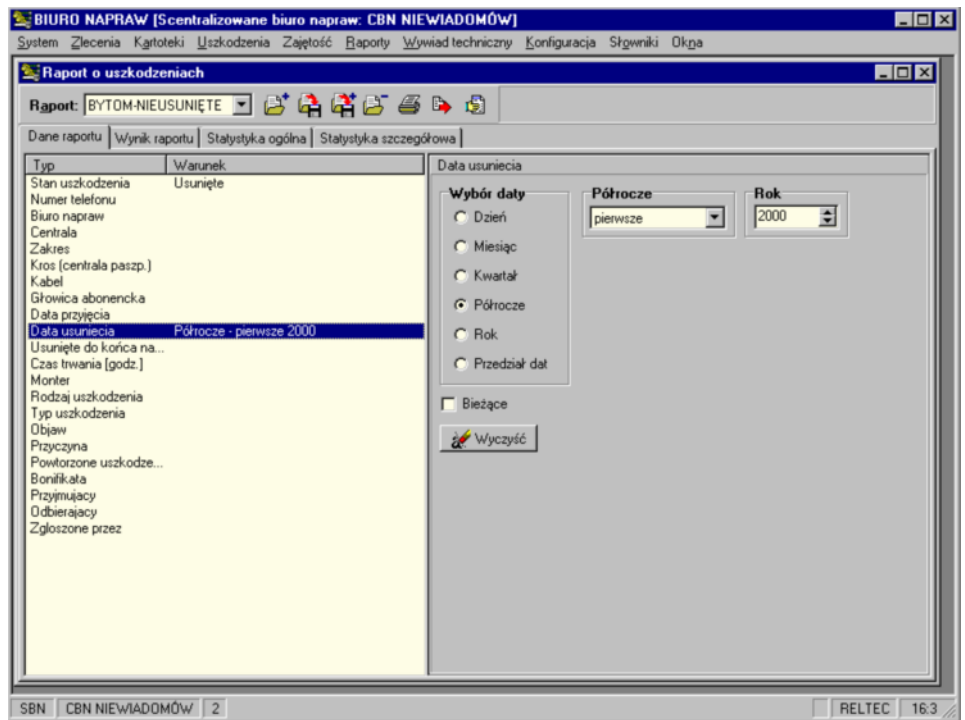 BIURO NAPRAW [Scentralizowane biuro napraw: CBN NIEWIADOMÓW]
System Zlecenia Kartoteki Uszkodzenia Zajętość Raporty Wywiad techniczny Konfiguracja Słowniki Okna
Raport o uszkodzeniach
Raport: BYTOM-NIEUSUNIĘTE
Dane raportu Wynik raportu Statystyka ogólna Statystyka szczegółowa
Typ Warunek
Stan uszkodzenia Usunięte
Numer telefonu
Biuro napraw
Centrala
Zakres
Kros (centrala paszp.)
Kabel
Głowica abonencka
Data przyjęcia
Data usuniecia Półrocze - pierwsze 2000
Usunięte do końca na...
Czas trwania [godz.]
Monter
Rodzaj uszkodzenia
Typ uszkodzenia
Objaw
Przyczyna
Powtorzone uszkodze...
Bonifikata
Przyjmujacy
Odbierajacy
Zgloszone przez
Data usuniecia
Wybór daty
Dzień
Miesiąc
Kwartał
Półrocze
Rok
Przedział dat
Półrocze
pierwsze
Rok
2000
Bieżące
Wyczyść
SBN CBN NIEWIADOMÓW 2 RELTEC 16:3